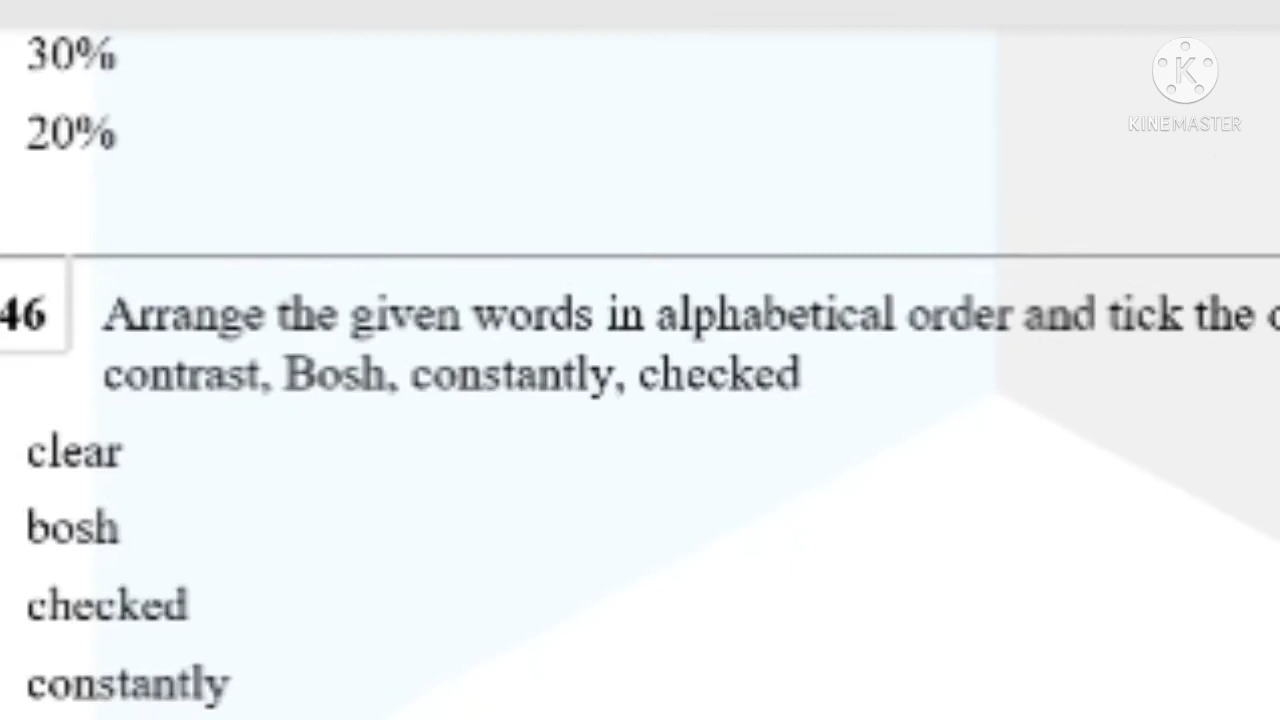 30%
KINEMASTER
20%
46 Arrange the given words in alphabetical order and tick the
contrast, Bosh, constantly, checked
clear
bosh
checked
constantly